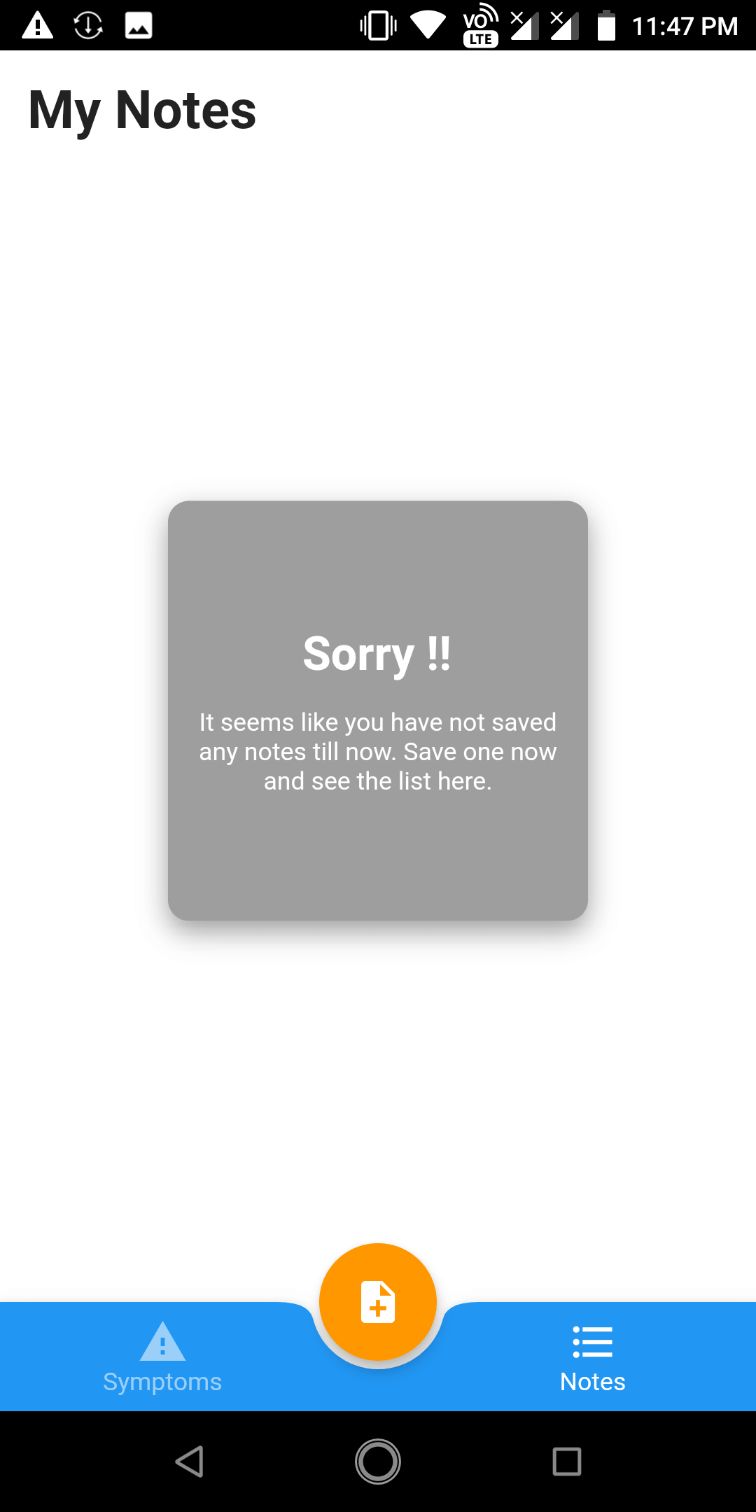 VO
LTE
11:47 PM
My Notes
Sorry !!
It seems like you have not saved
any notes till now. Save one now
and see the list here.
Symptoms
Notes